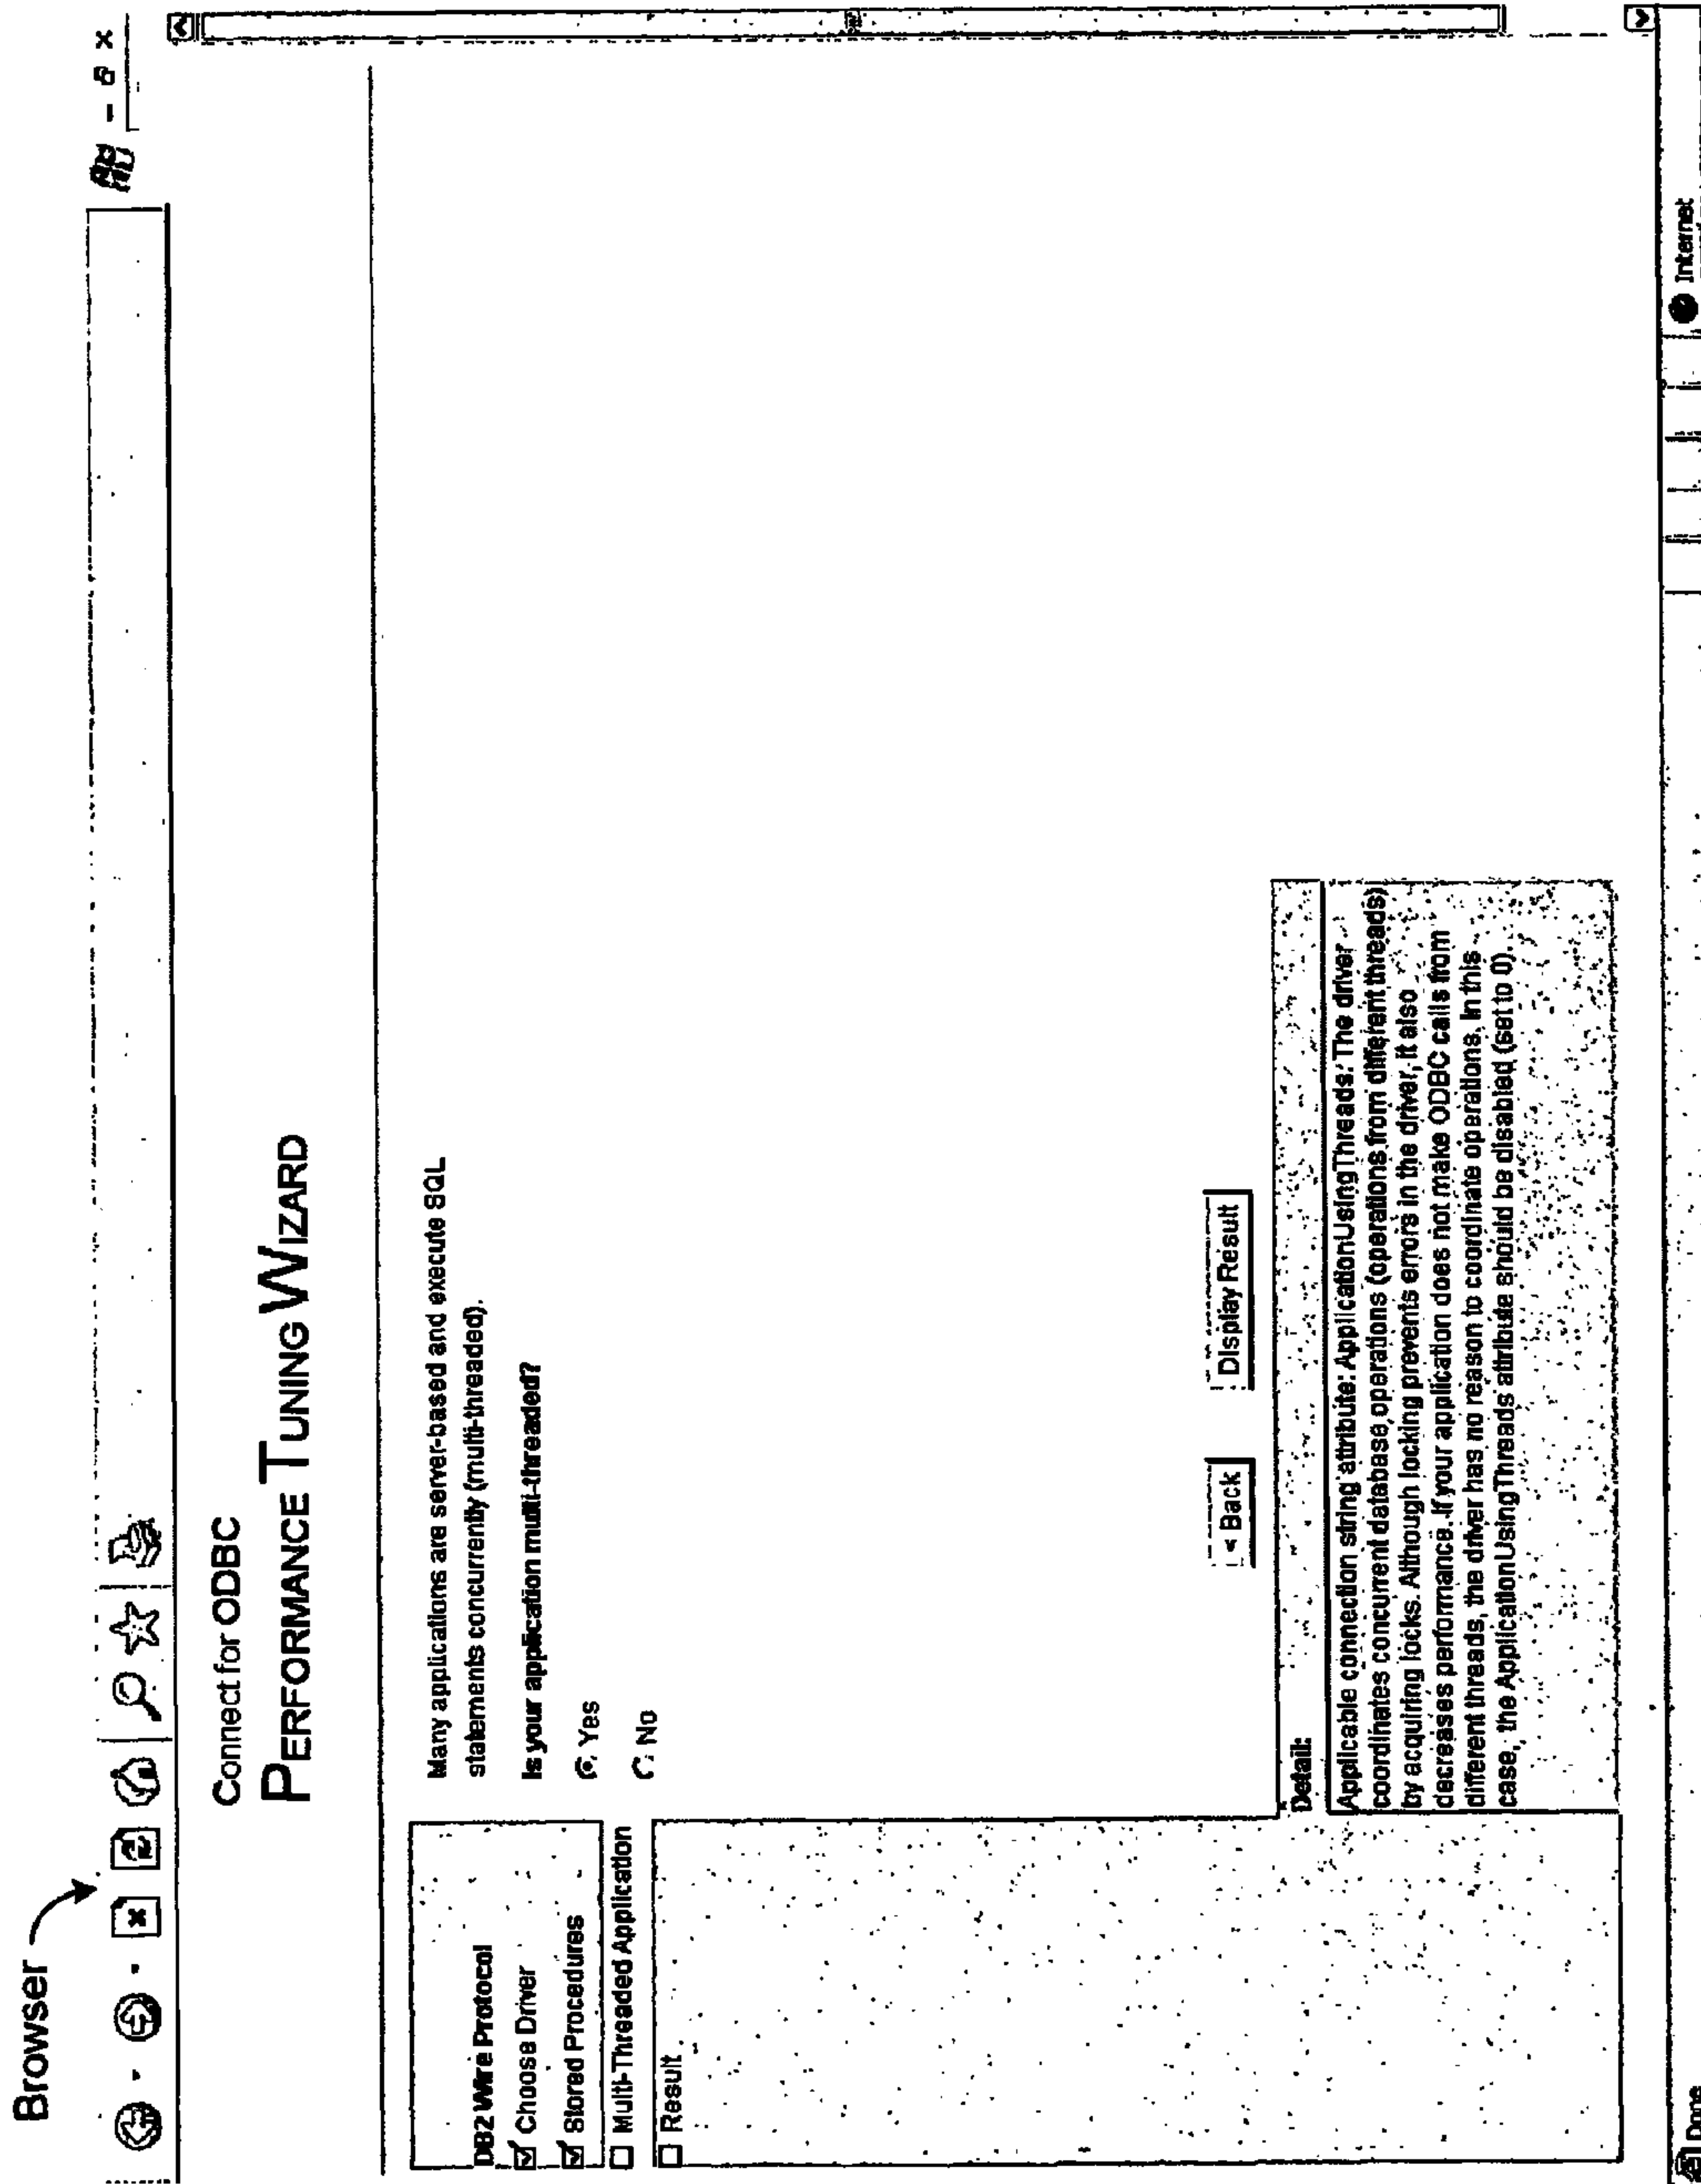 Browser
Connect for ODBC
PERFORMANCE TUNING WIZARD
DB2 Wire Protocol
Choose Driver
Stored Procedures
Multi-Threaded Application
Result
Many applications are server-based and execute SQL
statements concurrently (multi-threaded).
Is your application multi-threaded?
Yes
No
< Back
Display Result
Detail:
Applicable connection string attribute: ApplicationUsingThreads: The driver
coordinates concurrent database operations (operations from different threads)
by acquiring locks. Although locking prevents errors in the driver, it also
decreases performance. If your application does not make ODBC calls from
different threads, the driver has no reason to coordinate operations. In this
case, the ApplicationUsingThreads attribute should be disabled (set to 0).
Done
Internet